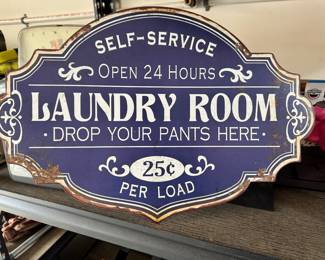 SELF-SERVICE
OPEN 24 HOURS
LAUNDRY ROOM
· DROP YOUR PANTS HERE ·
25¢
PER LOAD